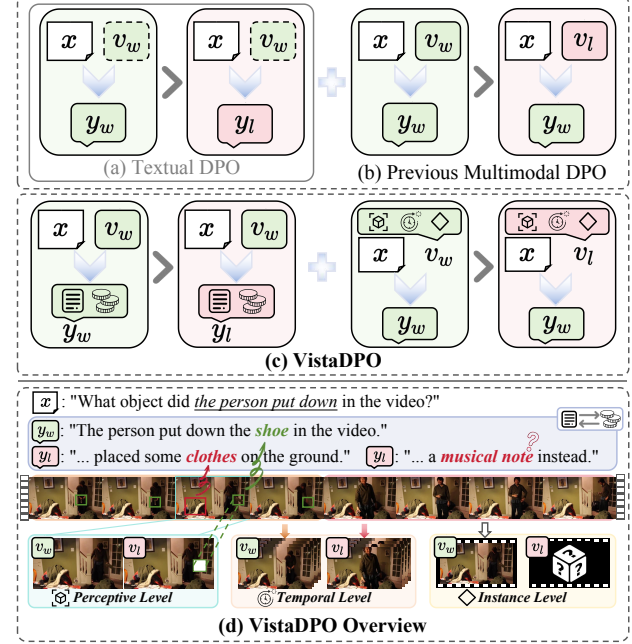 x v_w x v_w x v_w x v_l
y_w y_l y_w y_w
(a) Textual DPO
(b) Previous Multimodal DPO
x v_w x v_w x v_w x v_l
y_w y_l y_w y_w
(c) VistaDPO
x : "What object did the person put down in the video?"
y_w : "The person put down the shoe in the video."
y_l : "... placed some clothes on the ground." y_l : "... a musical note instead."
?
v_w v_l v_w v_l v_w v_l
? ? ?
Perceptive Level Temporal Level Instance Level
(d) VistaDPO Overview